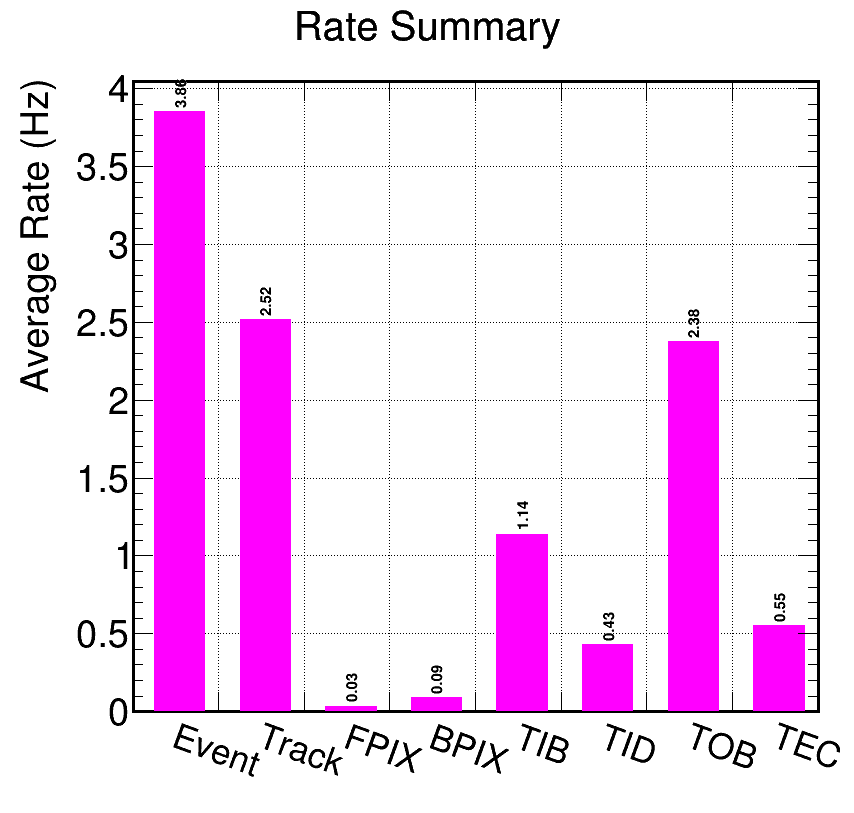 Rate Summary
Average Rate (Hz)
4
3.5
3
2.5
2
1.5
1
0.5
0
3.86
2.52
0.03
0.09
1.14
0.43
2.38
0.55
Event
Track
FPIX
BPIX
TIB
TID
TOB
TEC